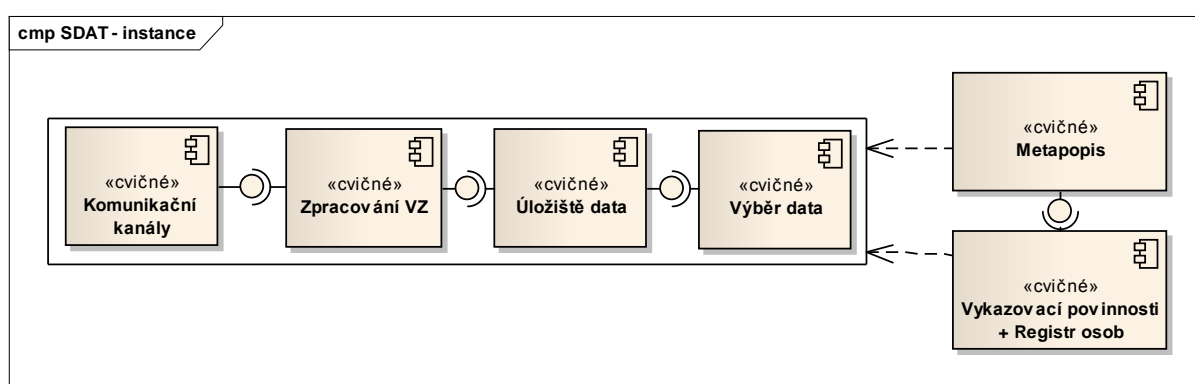 cmp SDAT - instance
«cvičné»
Komunikační
kanály
«cvičné»
Zpracování VZ
«cvičné»
Úložiště data
«cvičné»
Výběr data
«cvičné»
Metapopis
«cvičné»
Vykazovací povinnosti
+ Registr osob